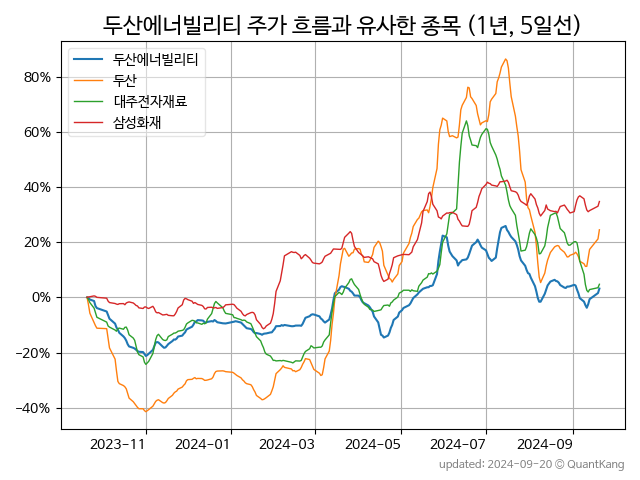 두산에너빌리티 주가 흐름과 유사한 종목 (1년, 5일선)
두산에너빌리티
두산
대주전자재료
삼성화재
80%
60%
40%
20%
0%
−20%
−40%
2023-11 2024-01 2024-03 2024-05 2024-07 2024-09
updated: 2024-09-20 © QuantKang